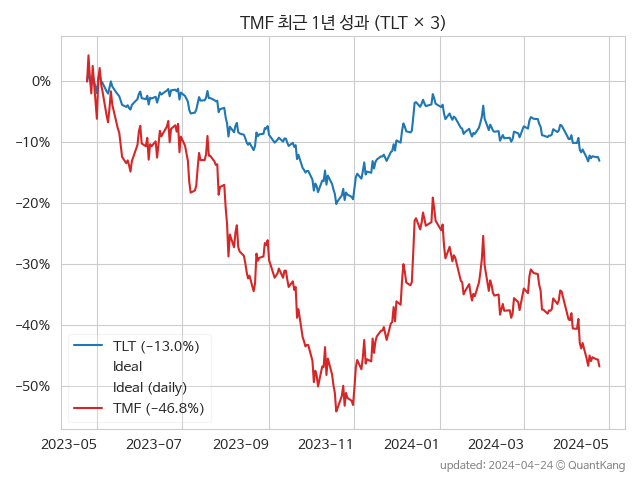 TMF 최근 1년 성과 (TLT × 3)
0%
−10%
−20%
−30%
−40%
−50%
TLT (−13.0%)
Ideal
Ideal (daily)
TMF (−46.8%)
2023-05 2023-07 2023-09 2023-11 2024-01 2024-03 2024-05
updated: 2024-04-24 © QuantKang